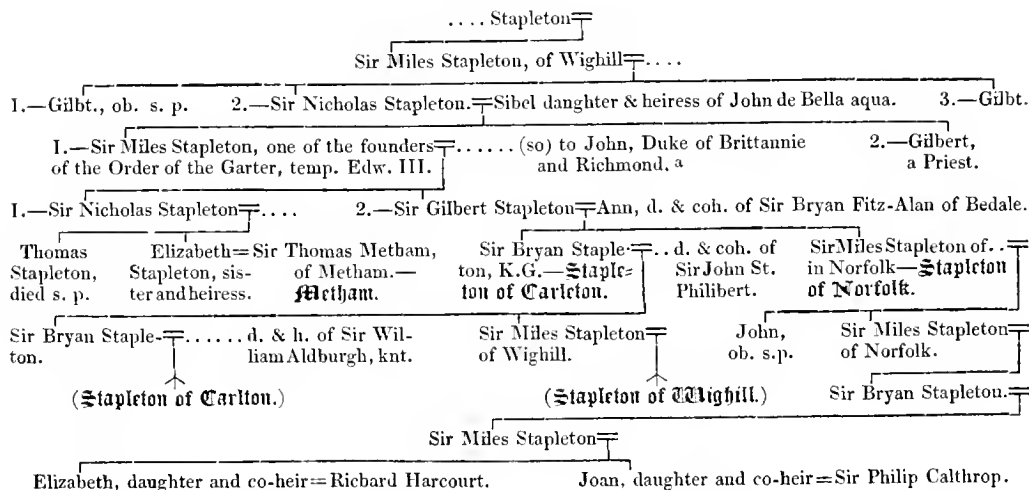 .... Stapleton
Sir Miles Stapleton, of Wighill ....
1.—Gilbt., ob. s. p. 2.—Sir Nicholas Stapleton. Sibel daughter & heiress of John de Bella aqua. 3.—Gilbt.
1.—Sir Miles Stapleton, one of the founders ...... (so) to John, Duke of Brittannie 2.—Gilbert,
of the Order of the Garter, temp. Edw. III. and Richmond. a a Priest.
1.—Sir Nicholas Stapleton .... 2.—Sir Gilbert Stapleton Ann, d. & coh. of Sir Bryan Fitz-Alan of Bedale.
Thomas Elizabeth = Sir Thomas Metham, Sir Bryan Staple- .. d. & coh. of Sir Miles Stapleton of ..
Stapleton, Stapleton, sis- of Metham.— ton, K.G.—Staple- Sir John St. in Norfolk—Stapleton
died s. p. ter and heiress. Metham. ton of Carleton. Philibert. of Norfolk.
Sir Bryan Staple- ...... d. & h. of Sir Wil- Sir Miles Stapleton John, Sir Miles Stapleton
ton. liam Aldburgh, knt. of Wighill. ob. s.p. of Norfolk.
(Stapleton of Carlton.) (Stapleton of Wighill.) Sir Bryan Stapleton.
Sir Miles Stapleton
Elizabeth, daughter and co-heir = Richard Harcourt. Joan, daughter and co-heir = Sir Philip Calthrop.